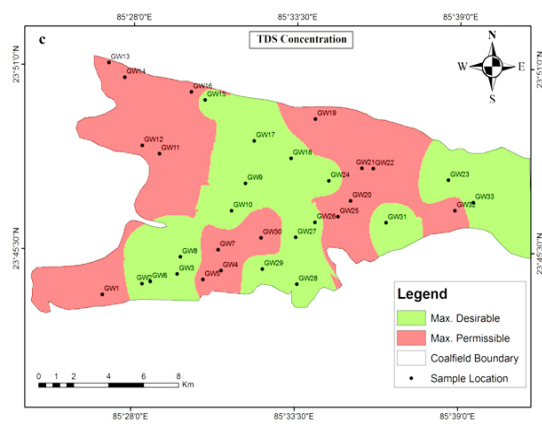 85°28'0"E
85°33'30"E
85°39'0"E
c
TDS Concentration
N
W
E
S
23°51'0"N
23°51'0"N
GW13
GW14
GW16
GW15
GW19
GW12
GW11
GW17
GW18
GW21
GW22
GW9
GW24
GW23
GW10
GW20
GW33
GW32
GW25
GW26
GW31
GW30
GW27
GW7
GW8
23°45'30"N
23°45'30"N
GW3
GW4
GW29
GW6
GW5
GW28
GW1
Legend
Max. Desirable
Max. Permissible
Coalfield Boundary
Sample Location
0 1 2 4 6 8
Km
85°28'0"E
85°33'30"E
85°39'0"E